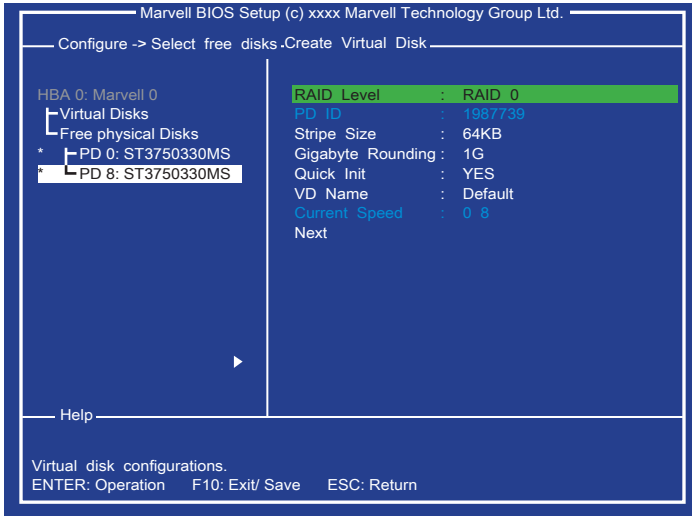 Marvell BIOS Setup (c) xxxx Marvell Technology Group Ltd.
Configure -> Select free disks.Create Virtual Disk
HBA 0: Marvell 0
Virtual Disks
Free physical Disks
* PD 0: ST3750330MS
* PD 8: ST3750330MS
RAID Level : RAID 0
PD ID : 1987739
Stripe Size : 64KB
Gigabyte Rounding : 1G
Quick Init : YES
VD Name : Default
Current Speed : 0 8
Next
Help
Virtual disk configurations.
ENTER: Operation F10: Exit/ Save ESC: Return